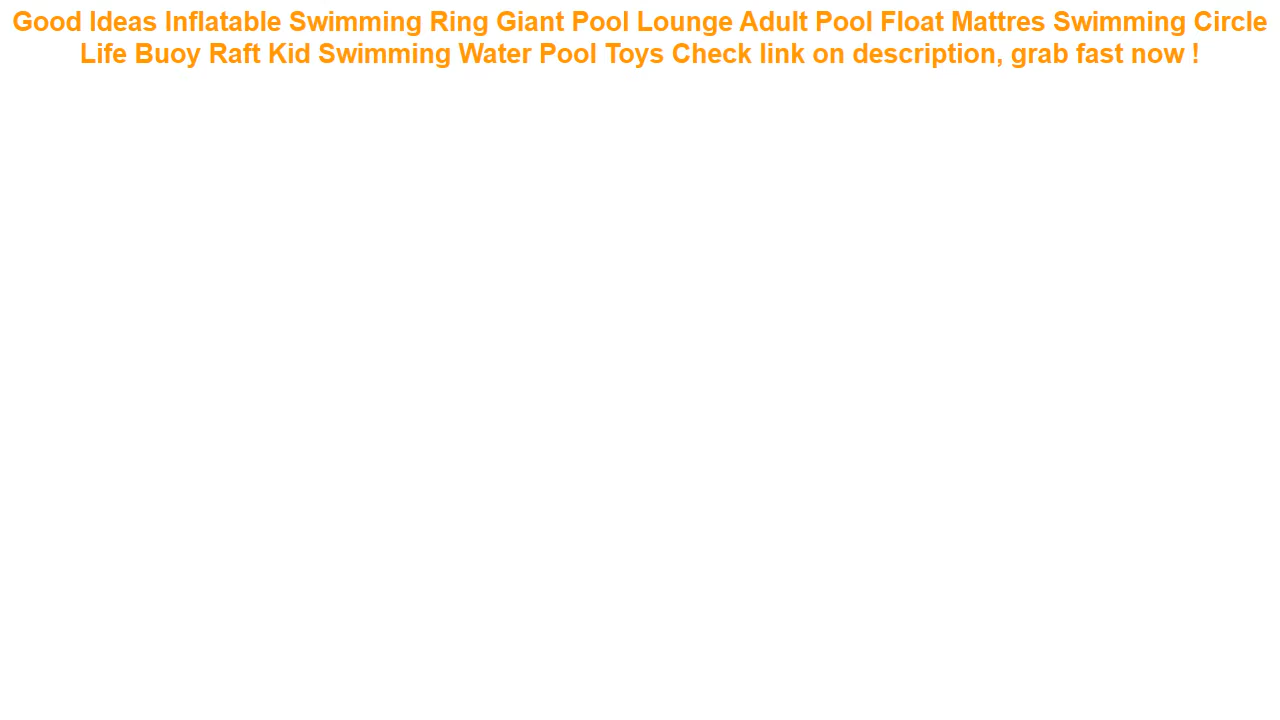 Good Ideas Inflatable Swimming Ring Giant Pool Lounge Adult Pool Float Mattres Swimming Circle
Life Buoy Raft Kid Swimming Water Pool Toys Check link on description, grab fast now !